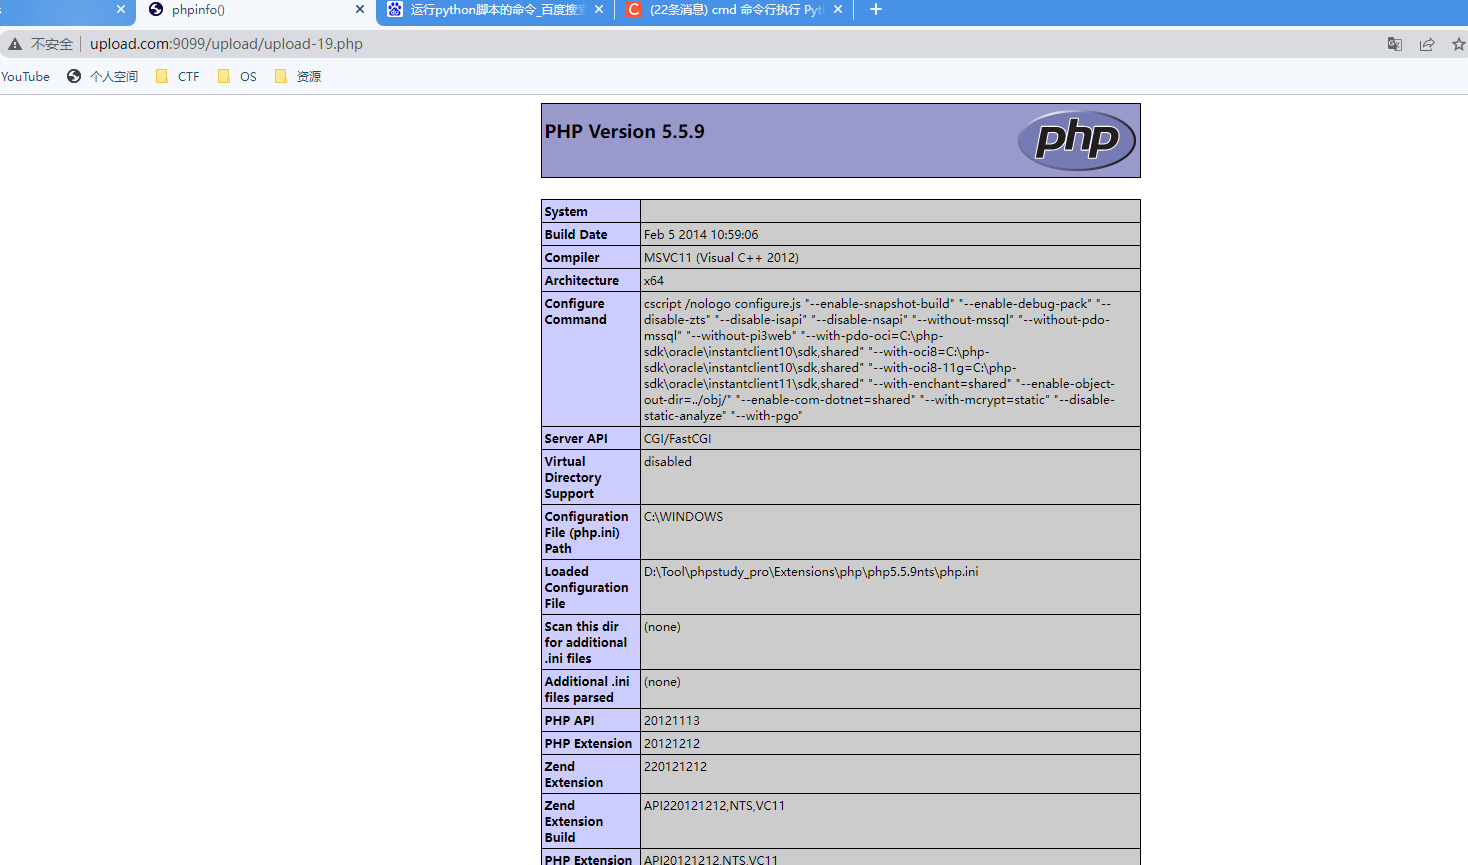 phpinfo()
运行python脚本的命令_百度搜
(22条消息) cmd 命令行执行 Pyt
不安全
upload.com:9099/upload/upload-19.php
YouTube
个人空间
CTF
OS
资源
PHP Version 5.5.9
php
System
Build Date Feb 5 2014 10:59:06
Compiler MSVC11 (Visual C++ 2012)
Architecture x64
Configure
Command
cscript /nologo configure.js "--enable-snapshot-build" "--enable-debug-pack" "--
disable-zts" "--disable-isapi" "--disable-nsapi" "--without-mssql" "--without-pdo-
mssql" "--without-pi3web" "--with-pdo-oci=C:\php-
sdk\oracle\instantclient10\sdk,shared" "--with-oci8=C:\php-
sdk\oracle\instantclient10\sdk,shared" "--with-oci8-11g=C:\php-
sdk\oracle\instantclient11\sdk,shared" "--with-enchant=shared" "--enable-object-
out-dir=../obj/" "--enable-com-dotnet=shared" "--with-mcrypt=static" "--disable-
static-analyze" "--with-pgo"
Server API CGI/FastCGI
Virtual
Directory
Support
disabled
Configuration
File (php.ini)
Path
C:\WINDOWS
Loaded
Configuration
File
D:\Tool\phpstudy_pro\Extensions\php\php5.5.9nts\php.ini
Scan this dir
for additional
.ini files
(none)
Additional .ini
files parsed
(none)
PHP API 20121113
PHP Extension 20121212
Zend
Extension
220121212
Zend
Extension
Build
API220121212,NTS,VC11
PHP Extension API20121212,NTS,VC11